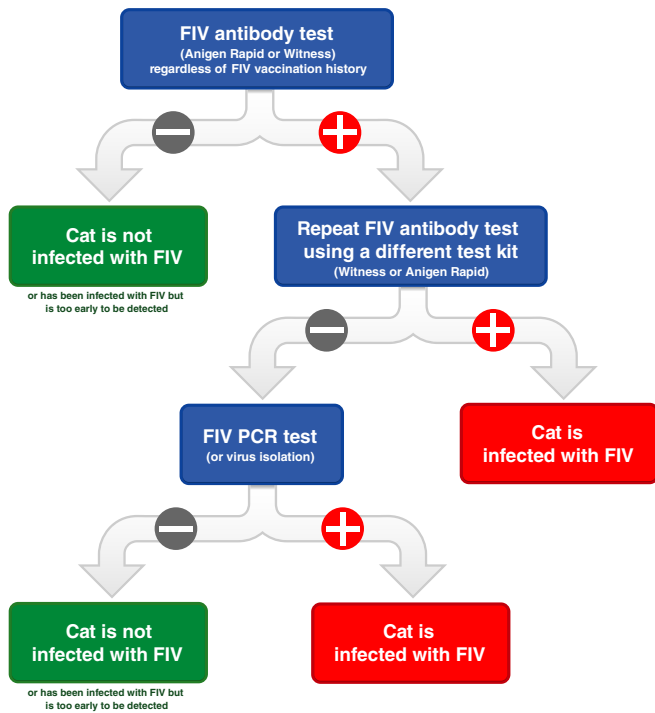 FIV antibody test
(Anigen Rapid or Witness)
regardless of FIV vaccination history
Cat is not
infected with FIV
or has been infected with FIV but
is too early to be detected
Repeat FIV antibody test
using a different test kit
(Witness or Anigen Rapid)
FIV PCR test
(or virus isolation)
Cat is
infected with FIV
Cat is not
infected with FIV
or has been infected with FIV but
is too early to be detected
Cat is
infected with FIV